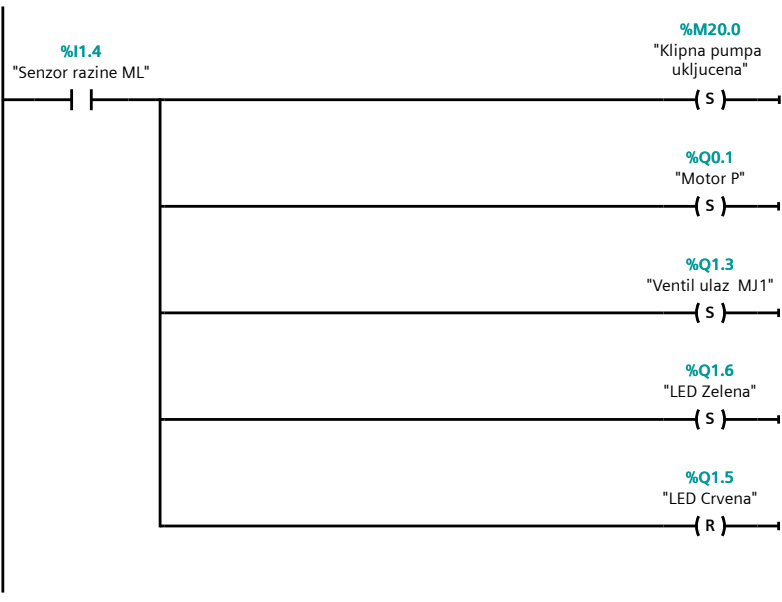 %M20.0
"Klipna pumpa
ukljucena"
%I1.4
"Senzor razine ML"
S
%Q0.1
"Motor P"
S
%Q1.3
"Ventil ulaz  MJ1"
S
%Q1.6
"LED Zelena"
S
%Q1.5
"LED Crvena"
R